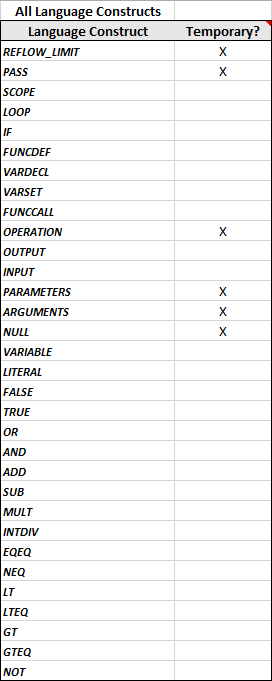 All Language Constructs
Language Construct Temporary?
REFLOW_LIMIT X
PASS X
SCOPE
LOOP
IF
FUNCDEF
VARDECL
VARSET
FUNCCALL
OPERATION X
OUTPUT
INPUT
PARAMETERS X
ARGUMENTS X
NULL X
VARIABLE
LITERAL
FALSE
TRUE
OR
AND
ADD
SUB
MULT
INTDIV
EQEQ
NEQ
LT
LTEQ
GT
GTEQ
NOT